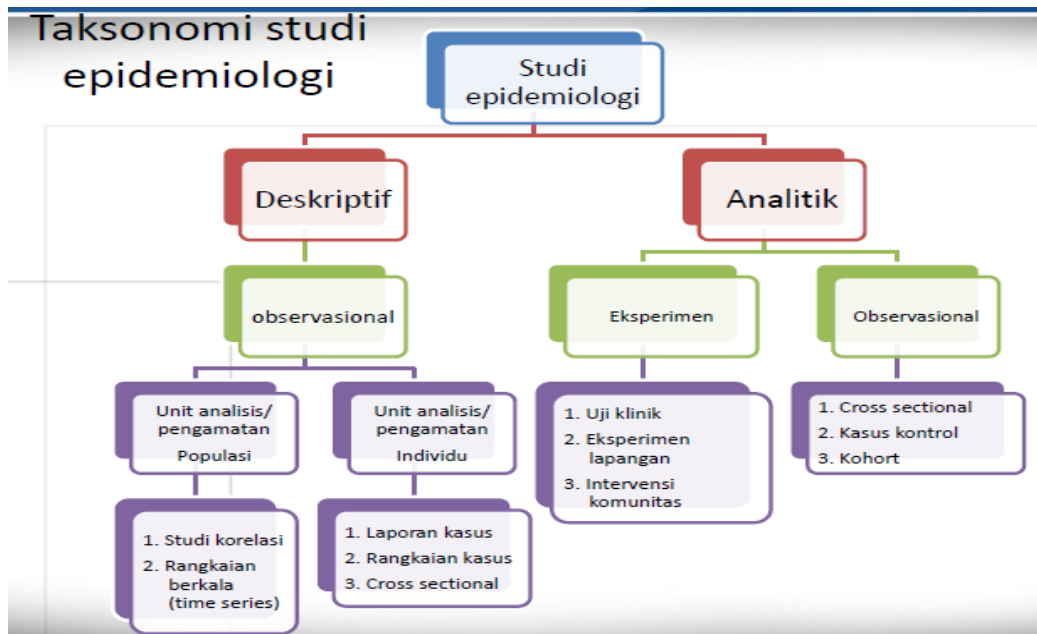 Taksonomi studi
epidemiologi
Studi
epidemiologi
Deskriptif
Analitik
observasional
Eksperimen
Observasional
Unit analisis/
pengamatan
Populasi
Unit analisis/
pengamatan
Individu
1. Uji klinik
2. Eksperimen
lapangan
3. Intervensi
komunitas
1. Cross sectional
2. Kasus kontrol
3. Kohort
1. Studi korelasi
2. Rangkaian
berkala
(time series)
1. Laporan kasus
2. Rangkaian kasus
3. Cross sectional